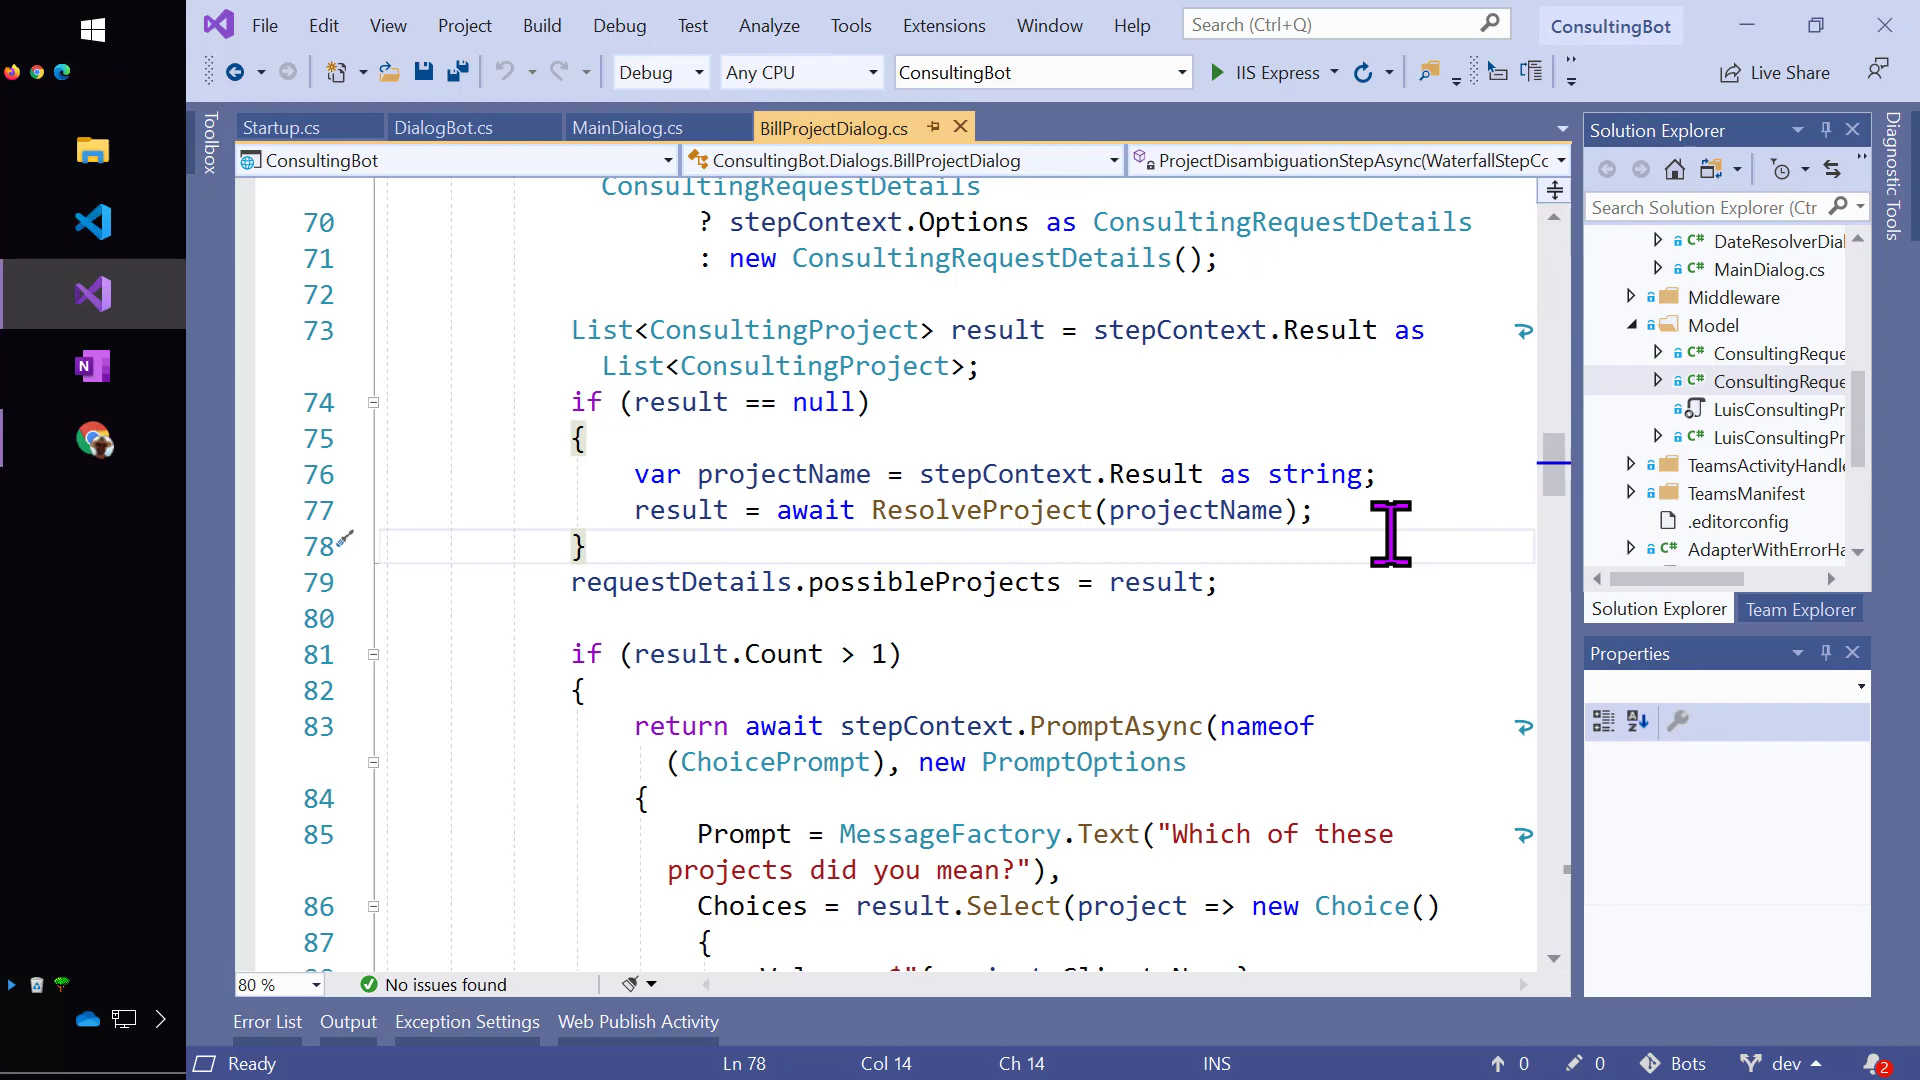 File Edit View Project Build Debug Test Analyze Tools Extensions Window Help Search (Ctrl+Q) ConsultingBot
Debug Any CPU ConsultingBot IIS Express Live Share
Toolbox
Startup.cs DialogBot.cs MainDialog.cs BillProjectDialog.cs
ConsultingBot ConsultingBot.Dialogs.BillProjectDialog ProjectDisambiguationStepAsync(WaterfallStepCo
ConsultingRequestDetails
70 ? stepContext.Options as ConsultingRequestDetails
71 : new ConsultingRequestDetails();
72
73 List<ConsultingProject> result = stepContext.Result as
List<ConsultingProject>;
74 if (result == null)
75 {
76 var projectName = stepContext.Result as string;
77 result = await ResolveProject(projectName);
78 }
79 requestDetails.possibleProjects = result;
80
81 if (result.Count > 1)
82 {
83 return await stepContext.PromptAsync(nameof
(ChoicePrompt), new PromptOptions
84 {
85 Prompt = MessageFactory.Text("Which of these
projects did you mean?"),
86 Choices = result.Select(project => new Choice()
87 {
80 % No issues found
Error List Output Exception Settings Web Publish Activity
Ready Ln 78 Col 14 Ch 14 INS 0 0 Bots dev 2
Solution Explorer
Search Solution Explorer (Ctr
C# DateResolverDial
C# MainDialog.cs
Middleware
Model
C# ConsultingReque
C# ConsultingReque
LuisConsultingPr
C# LuisConsultingPr
TeamsActivityHandle
TeamsManifest
.editorconfig
C# AdapterWithErrorHa
Solution Explorer Team Explorer
Properties
Diagnostic Tools